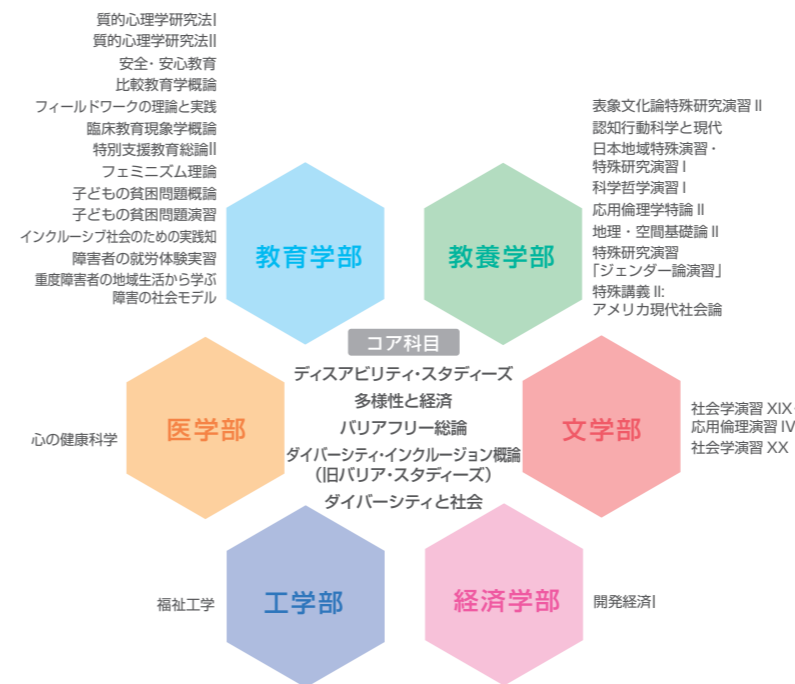 質的心理学研究法I
質的心理学研究法II
安全・安心教育
比較教育学概論
フィールドワークの理論と実践
臨床教育現象学概論
特別支援教育総論II
フェミニズム理論
子どもの貧困問題概論
子どもの貧困問題演習
インクルーシブ社会のための実践知
障害者の就労体験実習
重度障害者の地域生活から学ぶ
障害の社会モデル
教育学部
教養学部
表象文化論特殊研究演習 II
認知行動科学と現代
日本地域特殊演習・
特殊研究演習 I
科学哲学演習 I
応用倫理学特論 II
地理・空間基礎論 II
特殊研究演習
「ジェンダー論演習」
特殊講義 II:
アメリカ現代社会論
コア科目
ディスアビリティ・スタディーズ
多様性と経済
バリアフリー総論
ダイバーシティ・インクルージョン概論
（旧バリア・スタディーズ）
ダイバーシティと社会
心の健康科学
医学部
文学部
社会学演習 XIX・
応用倫理演習 IV
社会学演習 XX
福祉工学
工学部
経済学部
開発経済I